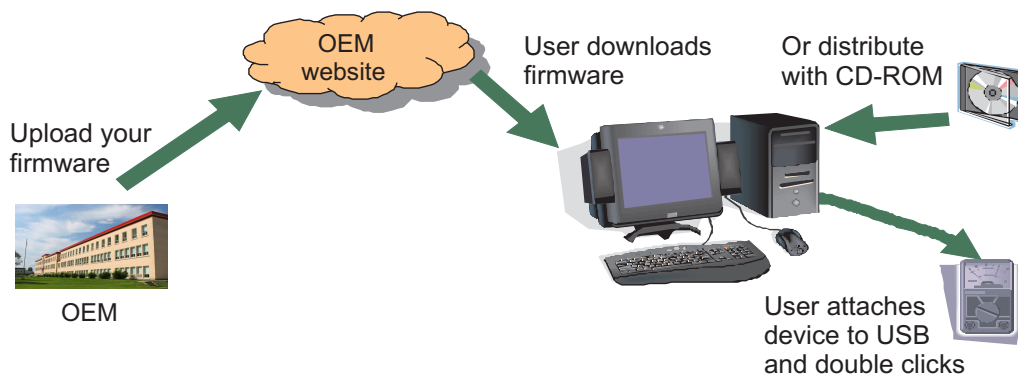 OEM
website
User downloads
firmware
Or distribute
with CD-ROM
Upload your
firmware
OEM
User attaches
device to USB
and double clicks